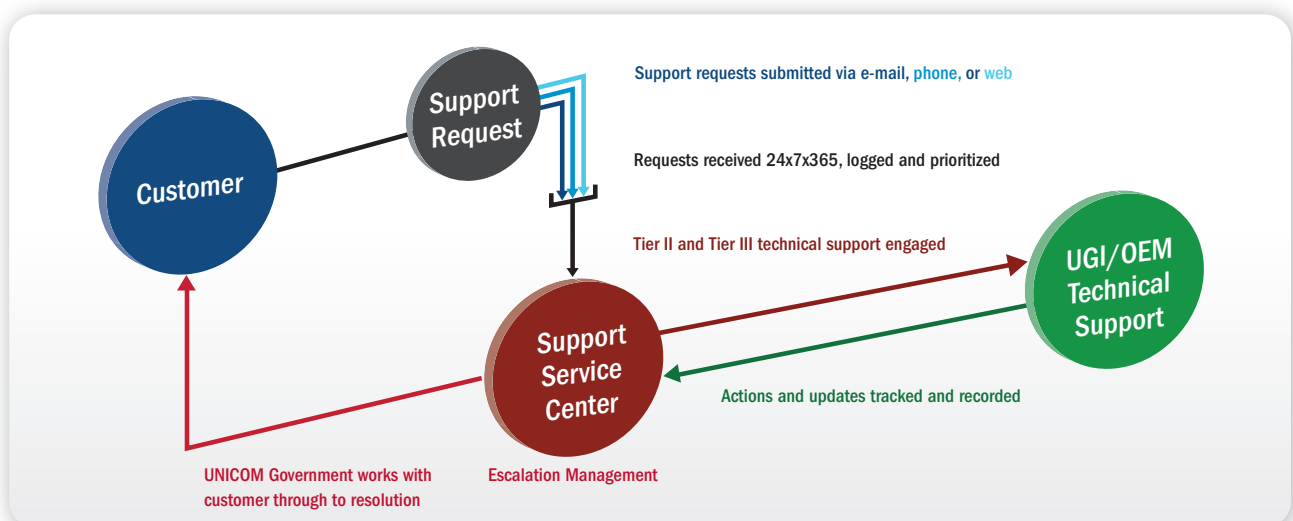 Support requests submitted via e-mail, phone, or web
Support
Request
Requests received 24x7x365, logged and prioritized
Customer
Tier II and Tier III technical support engaged
UGI/OEM
Technical
Support
Support
Service
Center
Actions and updates tracked and recorded
UNICOM Government works with
customer through to resolution
Escalation Management